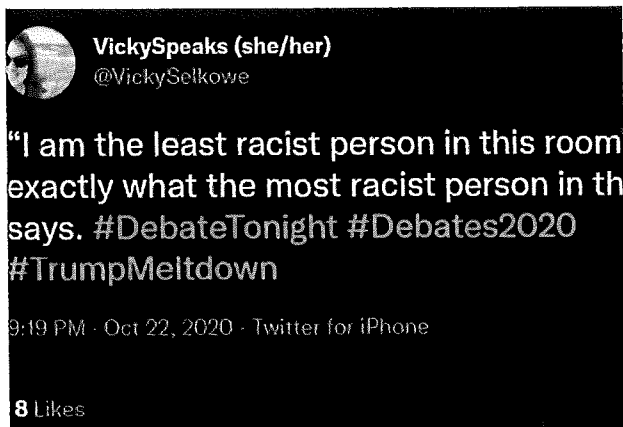 VickySpeaks (she/her)
@VickySelkowe
“I am the least racist person in this room
exactly what the most racist person in th
says. #DebateTonight #Debates2020
#TrumpMeltdown
9:19 PM · Oct 22, 2020 · Twitter for iPhone
8 Likes